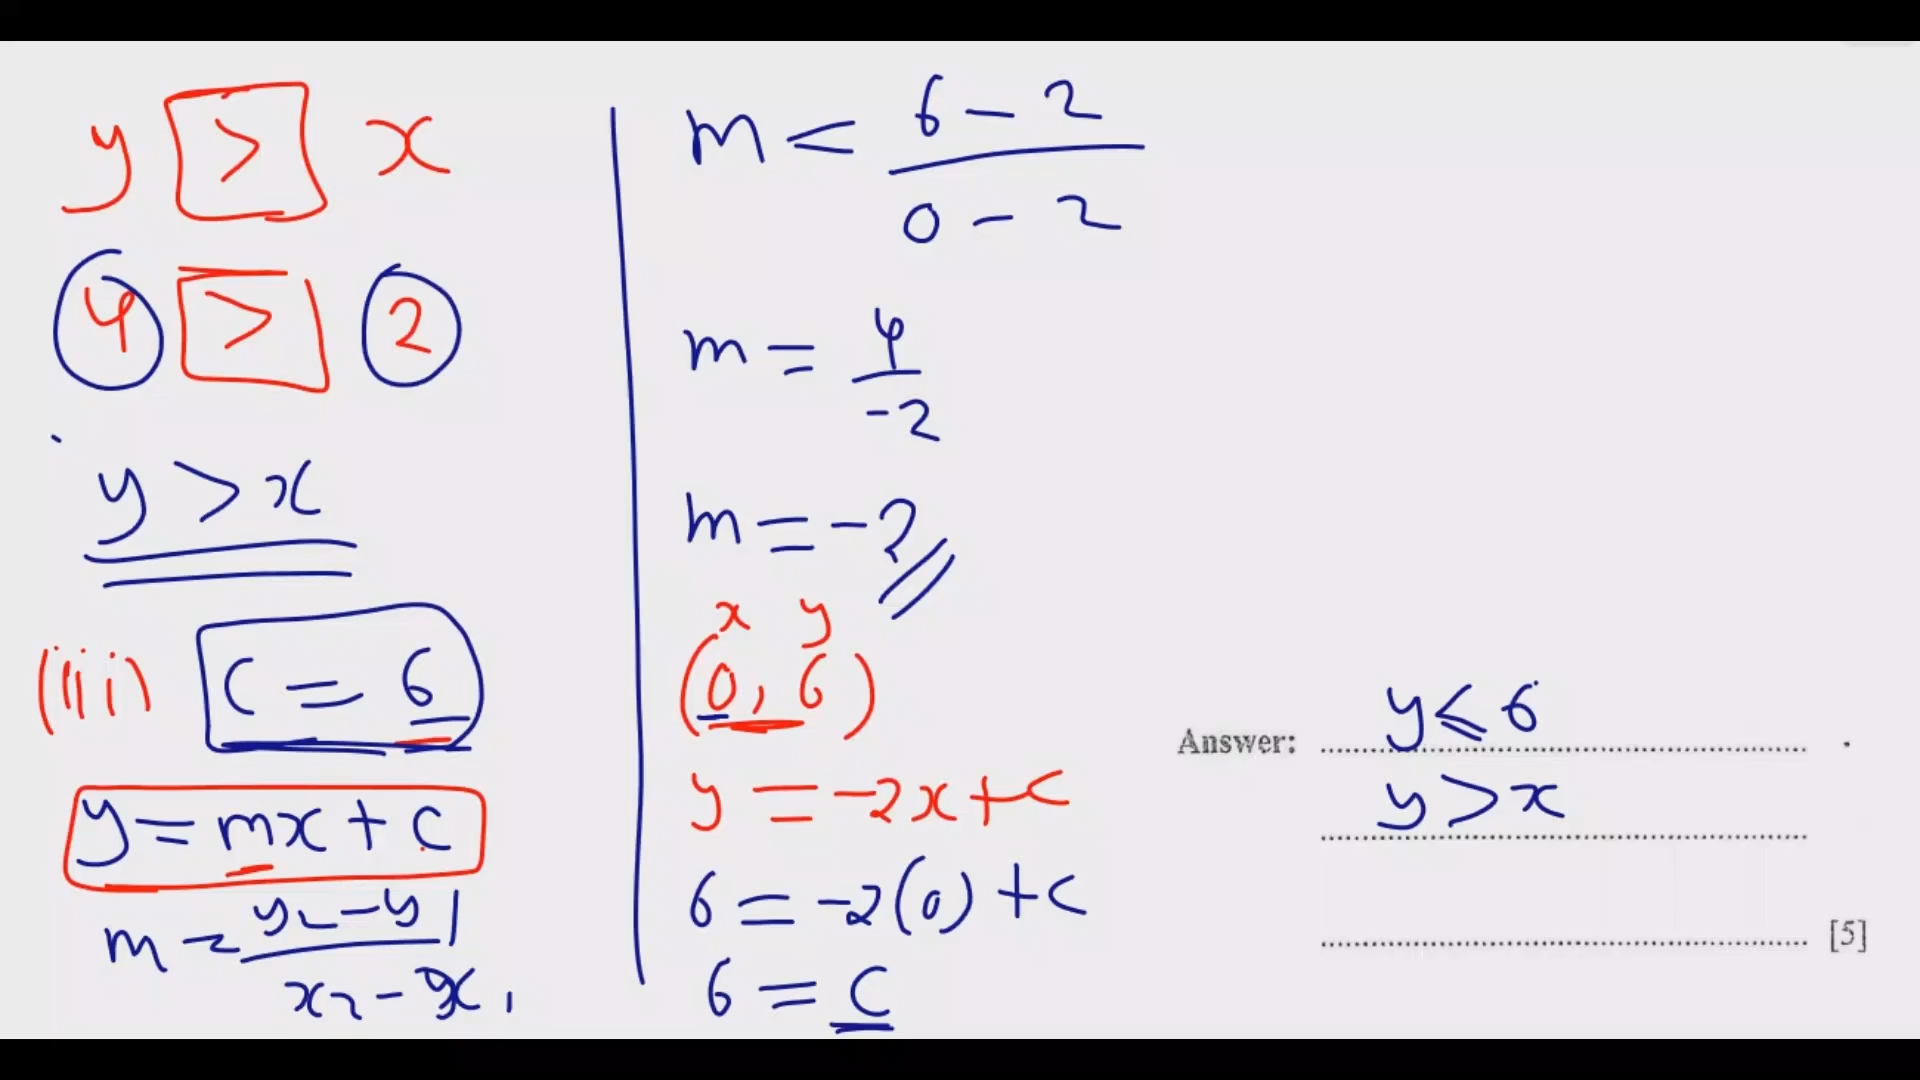 y > x
4 > 2
y > x
(iii) C = 6
y = mx + c
m = y2 - y1 / x2 - x1
m = 6 - 2 / 0 - 2
m = 4 / -2
m = -2
x y
(0, 6)
y = -2x + c
6 = -2(0) + c
6 = C
Answer: y ≤ 6
y > x
[5]